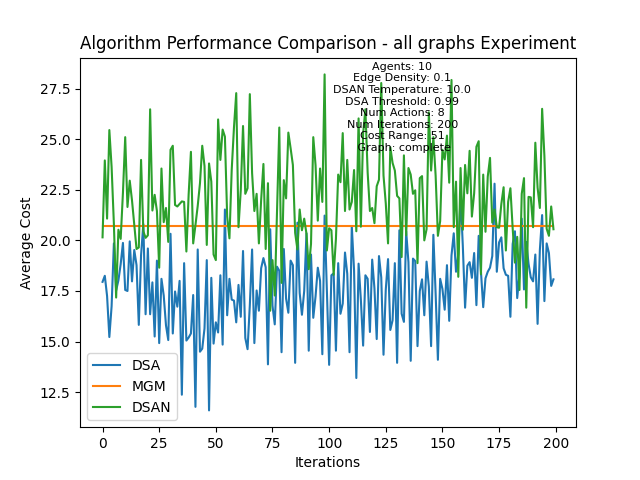 Algorithm Performance Comparison - all graphs Experiment
Agents: 10
Edge Density: 0.1
DSAN Temperature: 10.0
DSA Threshold: 0.99
Num Actions: 8
Num Iterations: 200
Cost Range: 51
Graph: complete
Average Cost
27.5
25.0
22.5
20.0
17.5
15.0
12.5
DSA
MGM
DSAN
0 25 50 75 100 125 150 175 200
Iterations